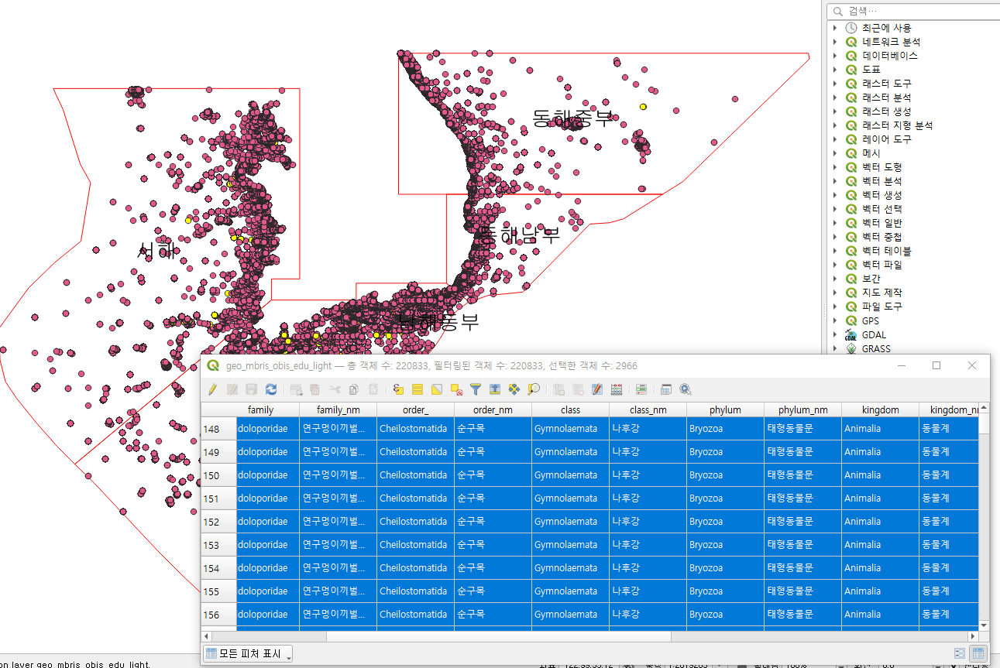 검색…
최근에 사용
네트워크 분석
데이터베이스
도표
래스터 도구
래스터 분석
래스터 생성
래스터 지형 분석
레이어 도구
메시
벡터 도형
벡터 분석
벡터 생성
벡터 선택
벡터 일반
벡터 중첩
벡터 테이블
벡터 파일
보간
지도 제작
파일 도구
GPS
GDAL
GRASS
동해중부
동해남부
서해
남해동부
geo_mbris_obis_edu_light — 총 객체 수: 220833, 필터링된 객체 수: 220833, 선택한 객체 수: 2966
family family_nm order_ order_nm class class_nm phylum phylum_nm kingdom kingdom_nm
148 doloporidae 연구멍이끼벌... Cheilostomatida 순구목 Gymnolaemata 나후강 Bryozoa 태형동물문 Animalia 동물계
149 doloporidae 연구멍이끼벌... Cheilostomatida 순구목 Gymnolaemata 나후강 Bryozoa 태형동물문 Animalia 동물계
150 doloporidae 연구멍이끼벌... Cheilostomatida 순구목 Gymnolaemata 나후강 Bryozoa 태형동물문 Animalia 동물계
151 doloporidae 연구멍이끼벌... Cheilostomatida 순구목 Gymnolaemata 나후강 Bryozoa 태형동물문 Animalia 동물계
152 doloporidae 연구멍이끼벌... Cheilostomatida 순구목 Gymnolaemata 나후강 Bryozoa 태형동물문 Animalia 동물계
153 doloporidae 연구멍이끼벌... Cheilostomatida 순구목 Gymnolaemata 나후강 Bryozoa 태형동물문 Animalia 동물계
154 doloporidae 연구멍이끼벌... Cheilostomatida 순구목 Gymnolaemata 나후강 Bryozoa 태형동물문 Animalia 동물계
155 doloporidae 연구멍이끼벌... Cheilostomatida 순구목 Gymnolaemata 나후강 Bryozoa 태형동물문 Animalia 동물계
156 doloporidae 연구멍이끼벌... Cheilostomatida 순구목 Gymnolaemata 나후강 Bryozoa 태형동물문 Animalia 동물계
모든 피처 표시
on layer geo_mbris_obis_edu_light.